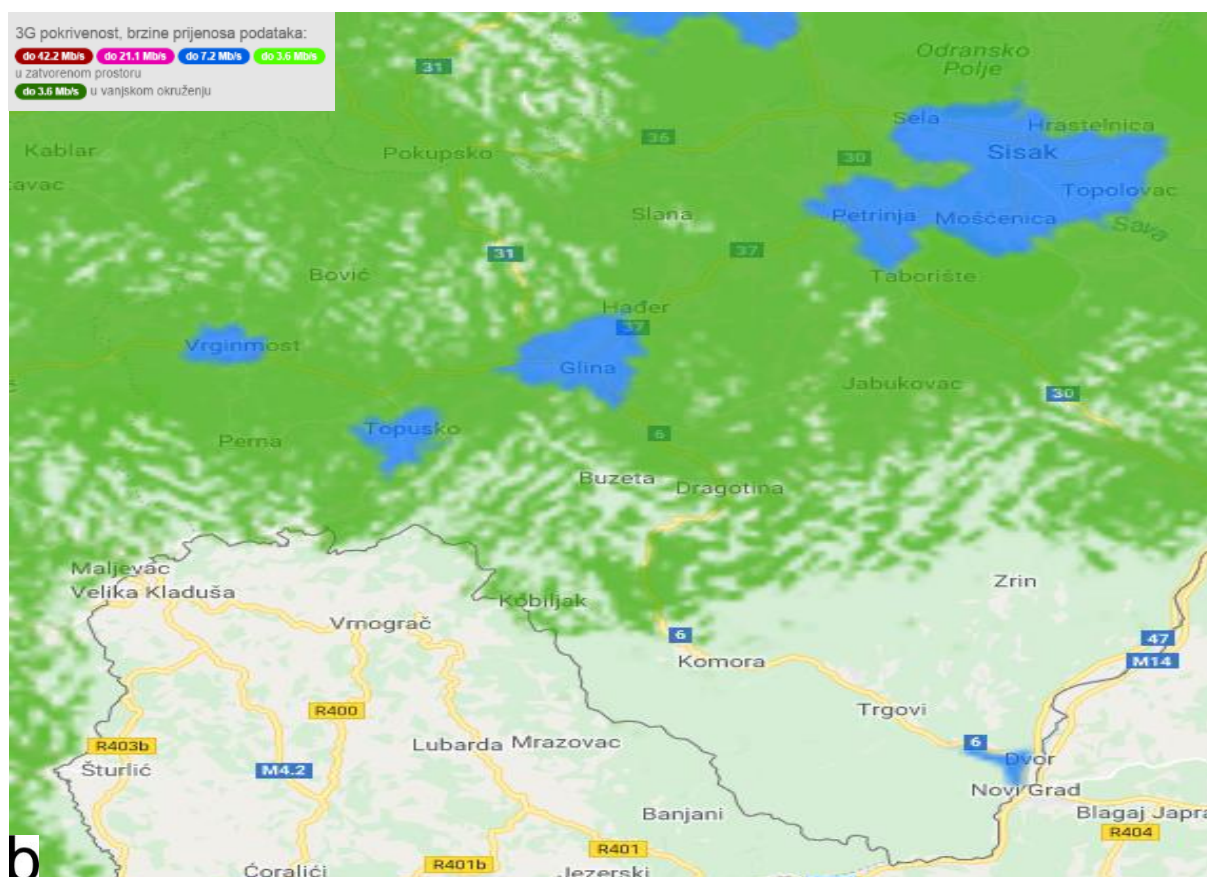 3G pokrivenost, brzine prijenosa podataka:
do 42.2 Mb/s do 21.1 Mb/s do 7.2 Mb/s do 3.6 Mb/s
u zatvorenom prostoru
do 3.6 Mb/s u vanjskom okruženju
Odransko
Polje
31
Sela
Hrastelnica
36
Kablar
Pokupsko
30
Sisak
tavac
Topolovac
Slana
Petrinja
Mošćenica
Sava
31
37
Bović
Taborište
Hađer
37
Vrginmost
Glina
Jabukovac
30
Topusko
Perna
6
Buzeta
Dragotina
Maljevac
Zrin
Velika Kladuša
Kobiljak
Vrnograč
6
47
Komora
M14
R400
Trgovi
R403b
Lubarda
Mrazovac
6
Šturlić
M4.2
Dvor
Novi Grad
Banjani
Blagaj Japra
R404
b
R401
Ćoralići
R401b
Jezerski